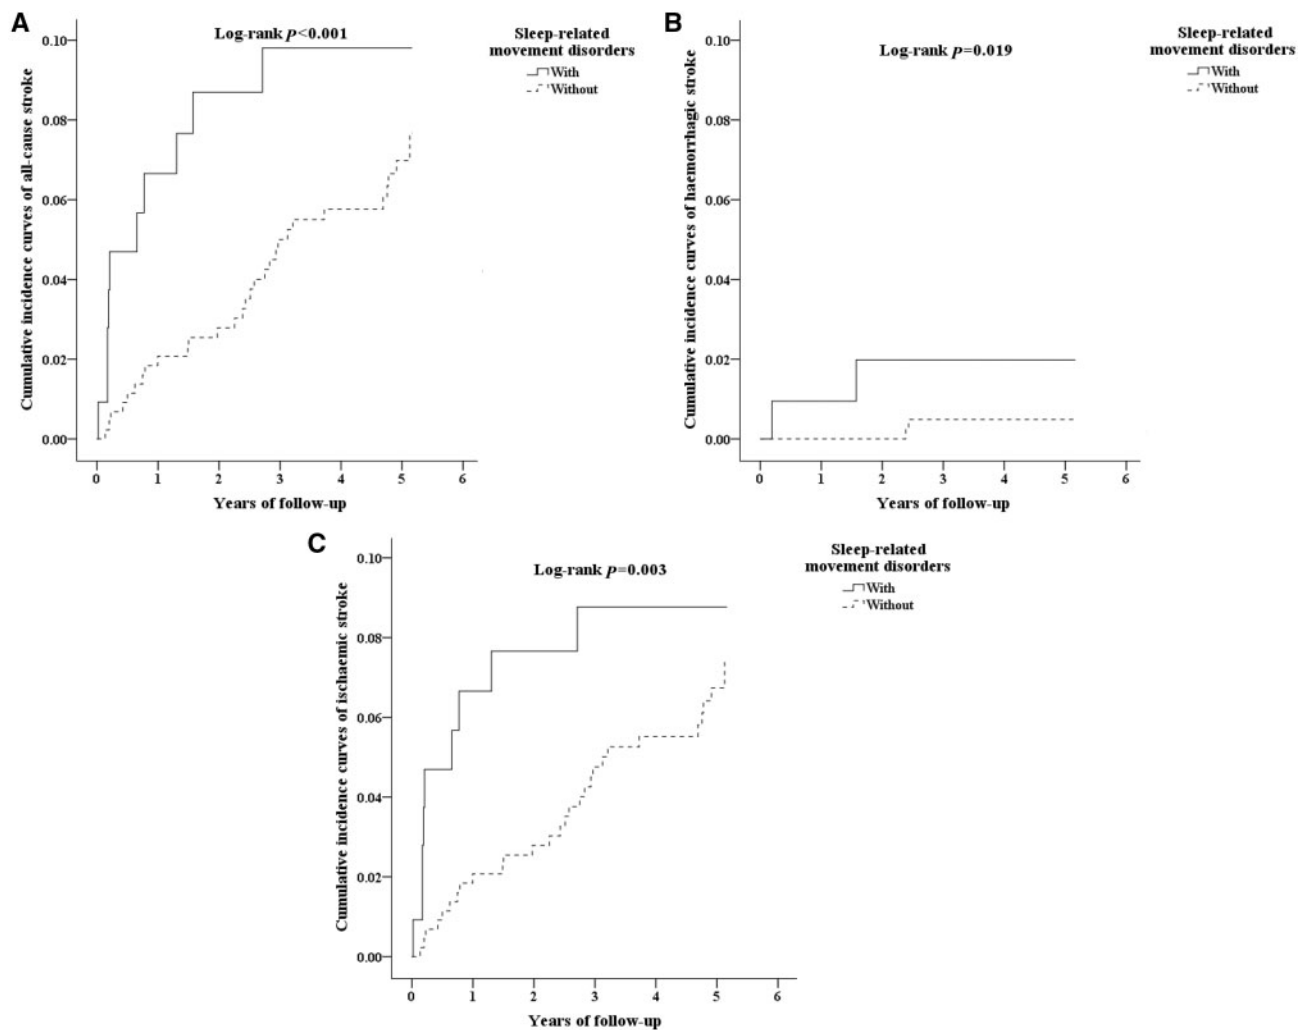 A
Log-rank p<0.001
Sleep-related
movement disorders
With
Without
Cumulative incidence curves of all-cause stroke
0.10
0.08
0.06
0.04
0.02
0.00
0 1 2 3 4 5 6
Years of follow-up
B
Log-rank p=0.019
Sleep-related
movement disorders
With
Without
Cumulative incidence curves of haemorrhagic stroke
0.10
0.08
0.06
0.04
0.02
0.00
0 1 2 3 4 5 6
Years of follow-up
C
Log-rank p=0.003
Sleep-related
movement disorders
With
Without
Cumulative incidence curves of ischaemic stroke
0.10
0.08
0.06
0.04
0.02
0.00
0 1 2 3 4 5 6
Years of follow-up